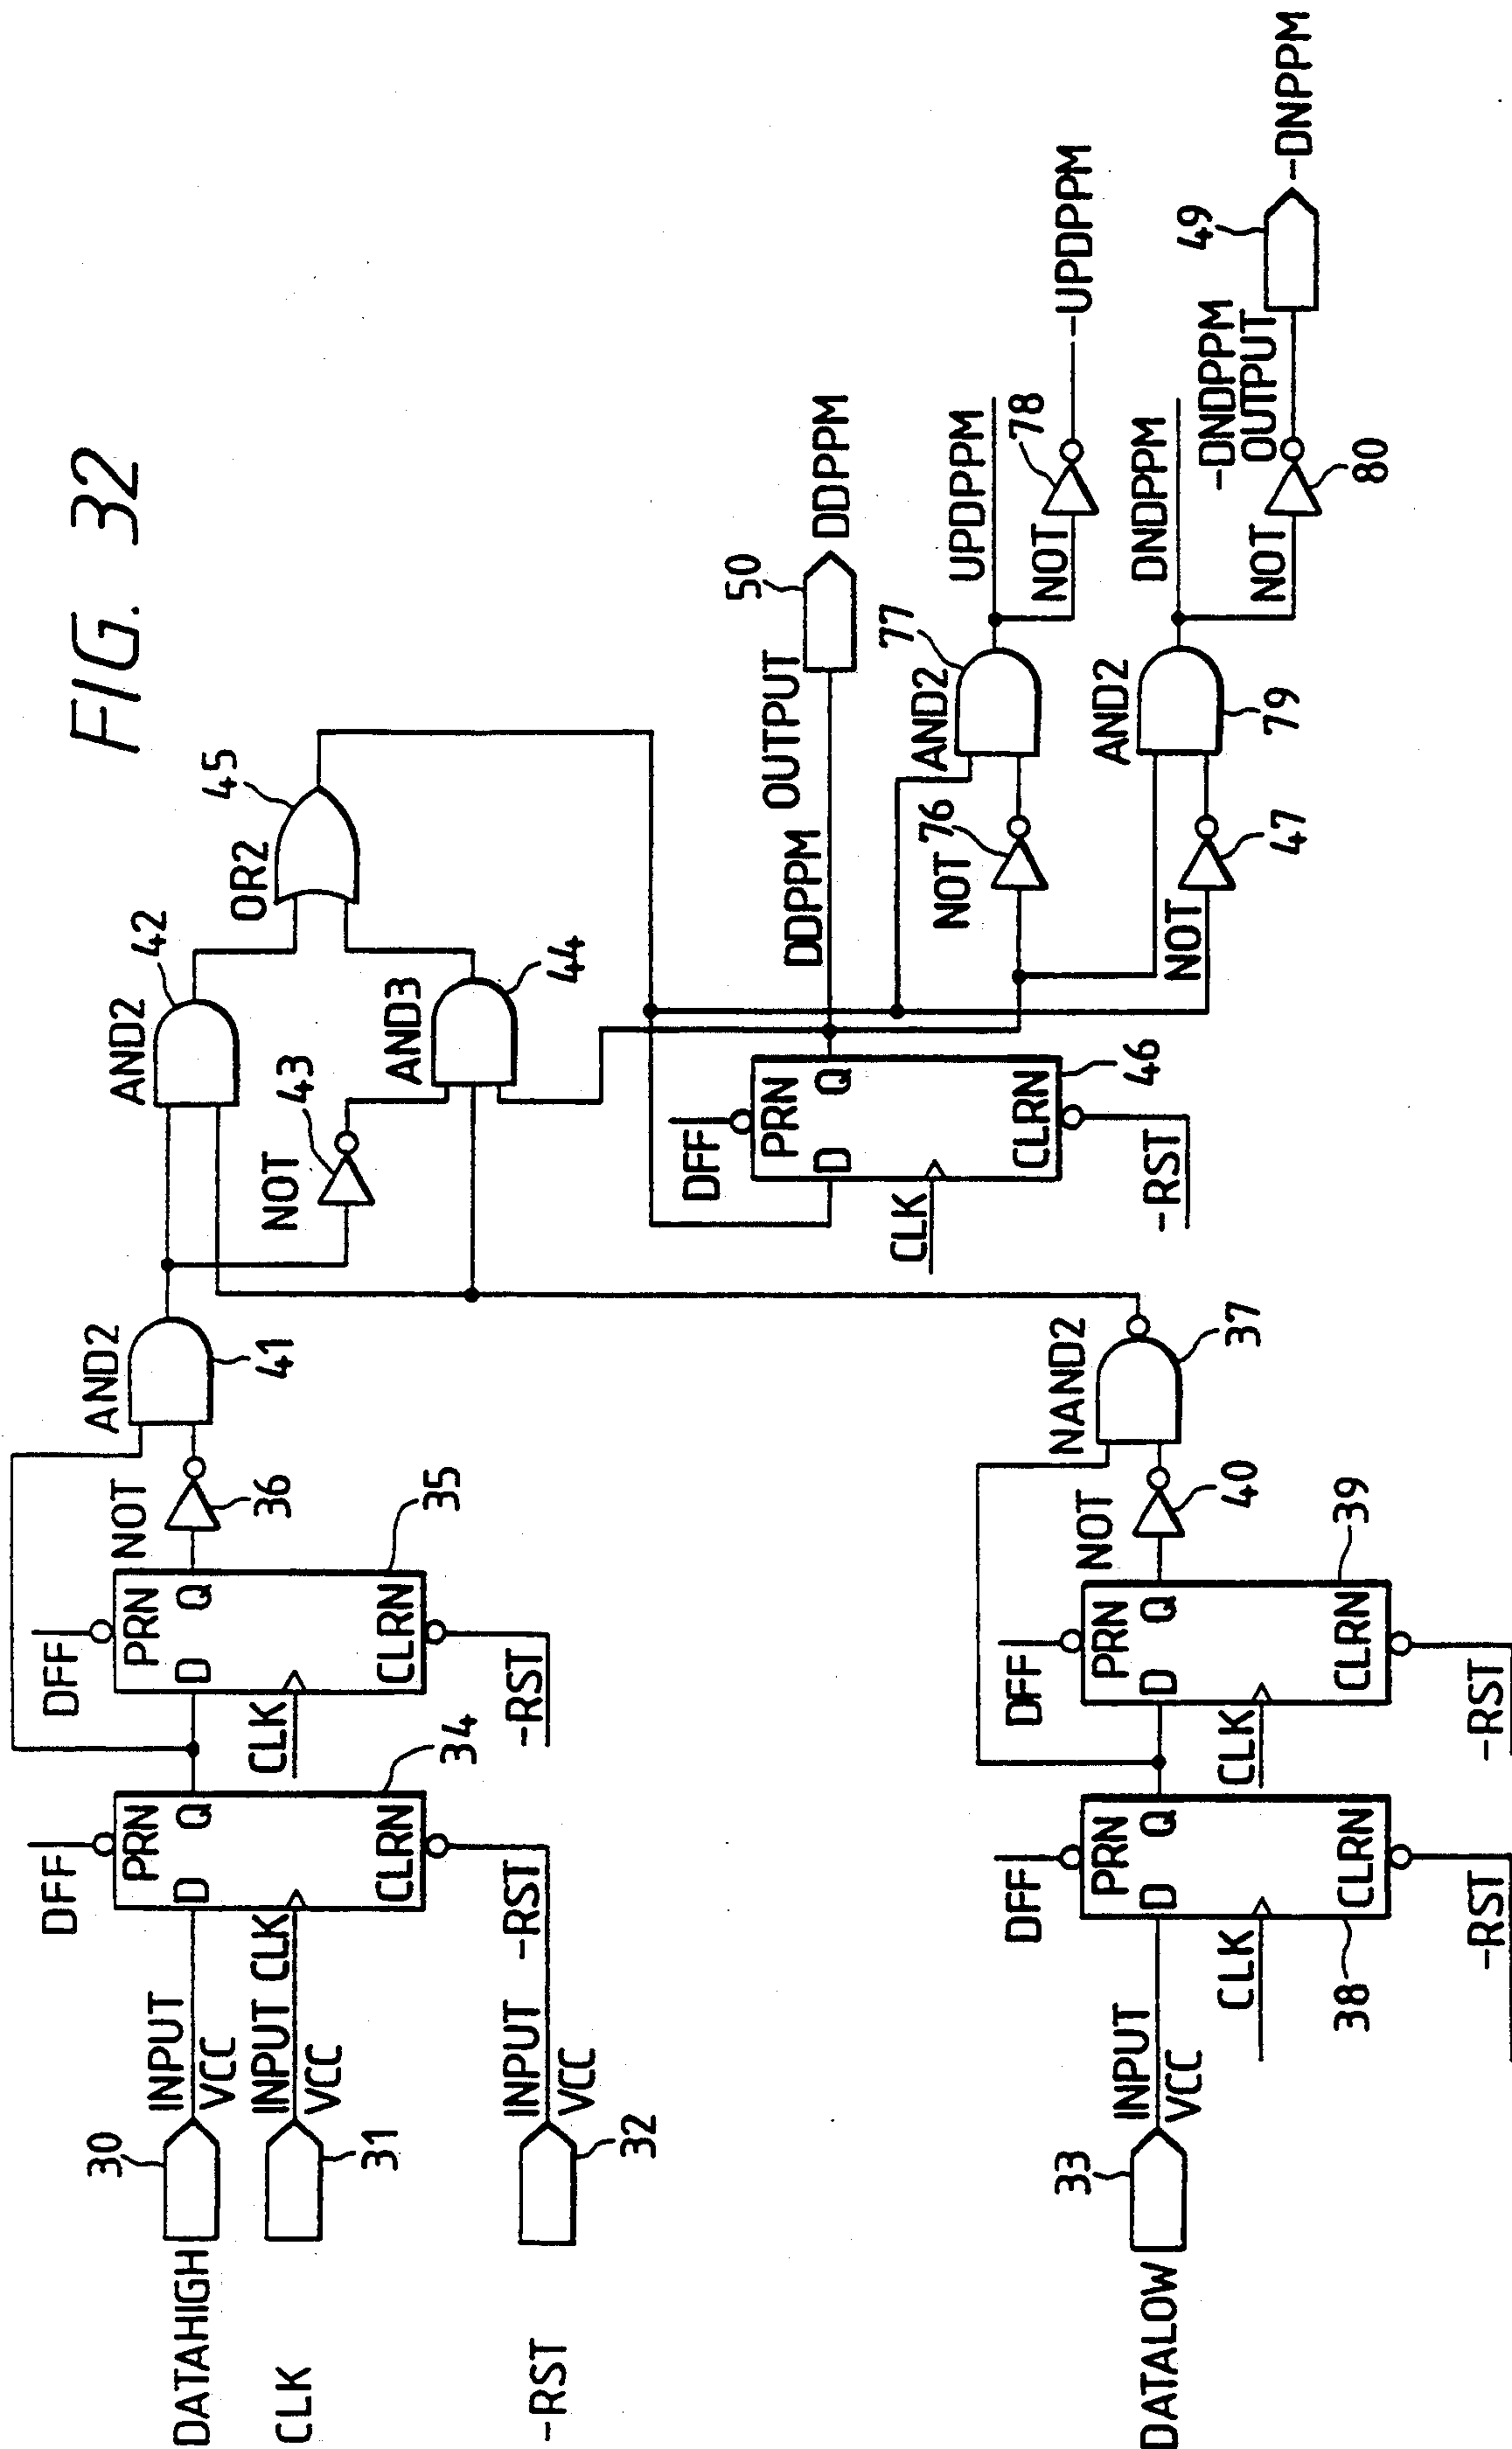 FIG. 32
DATAHIGH
30
INPUT
VCC
CLK
31
INPUT
VCC
CLK
-RST
32
INPUT
VCC
-RST
DFF
PRN
D
Q
CLRN
34
CLK
DFF
PRN
D
Q
CLRN
35
-RST
NOT
36
AND2
41
AND2
42
NOT
43
AND3
44
OR2
45
DATALOW
33
INPUT
VCC
DFF
PRN
D
Q
CLRN
CLK
38
-RST
DFF
PRN
D
Q
CLRN
CLK
39
-RST
NOT
40
NAND2
37
DFF
PRN
D
Q
CLRN
CLK
46
-RST
DDPPM
OUTPUT
50
DDPPM
NOT
76
AND2
77
UPDPPM
NOT
78
-UPDPPM
NOT
47
AND2
79
DNDPPM
NOT
80
-DNDPPM
OUTPUT
49
-DNPPM